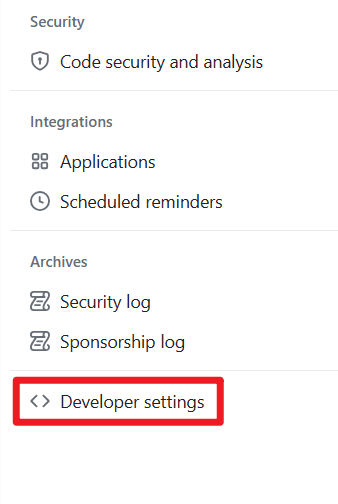 Security
Code security and analysis
Integrations
Applications
Scheduled reminders
Archives
Security log
Sponsorship log
Developer settings